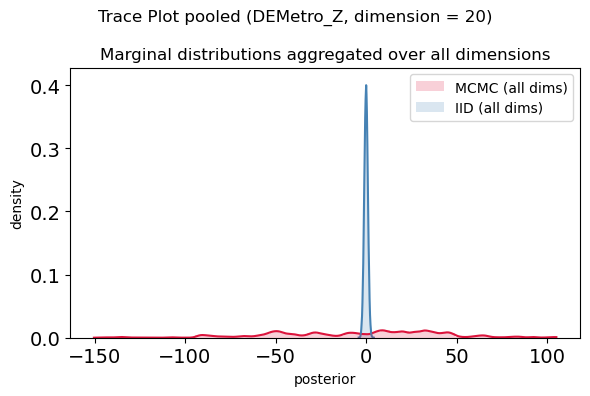 Trace Plot pooled (DEMetro_Z, dimension = 20)
Marginal distributions aggregated over all dimensions
MCMC (all dims)
IID (all dims)
density
0.4
0.3
0.2
0.1
0.0
−150
−100
−50
0
50
100
posterior